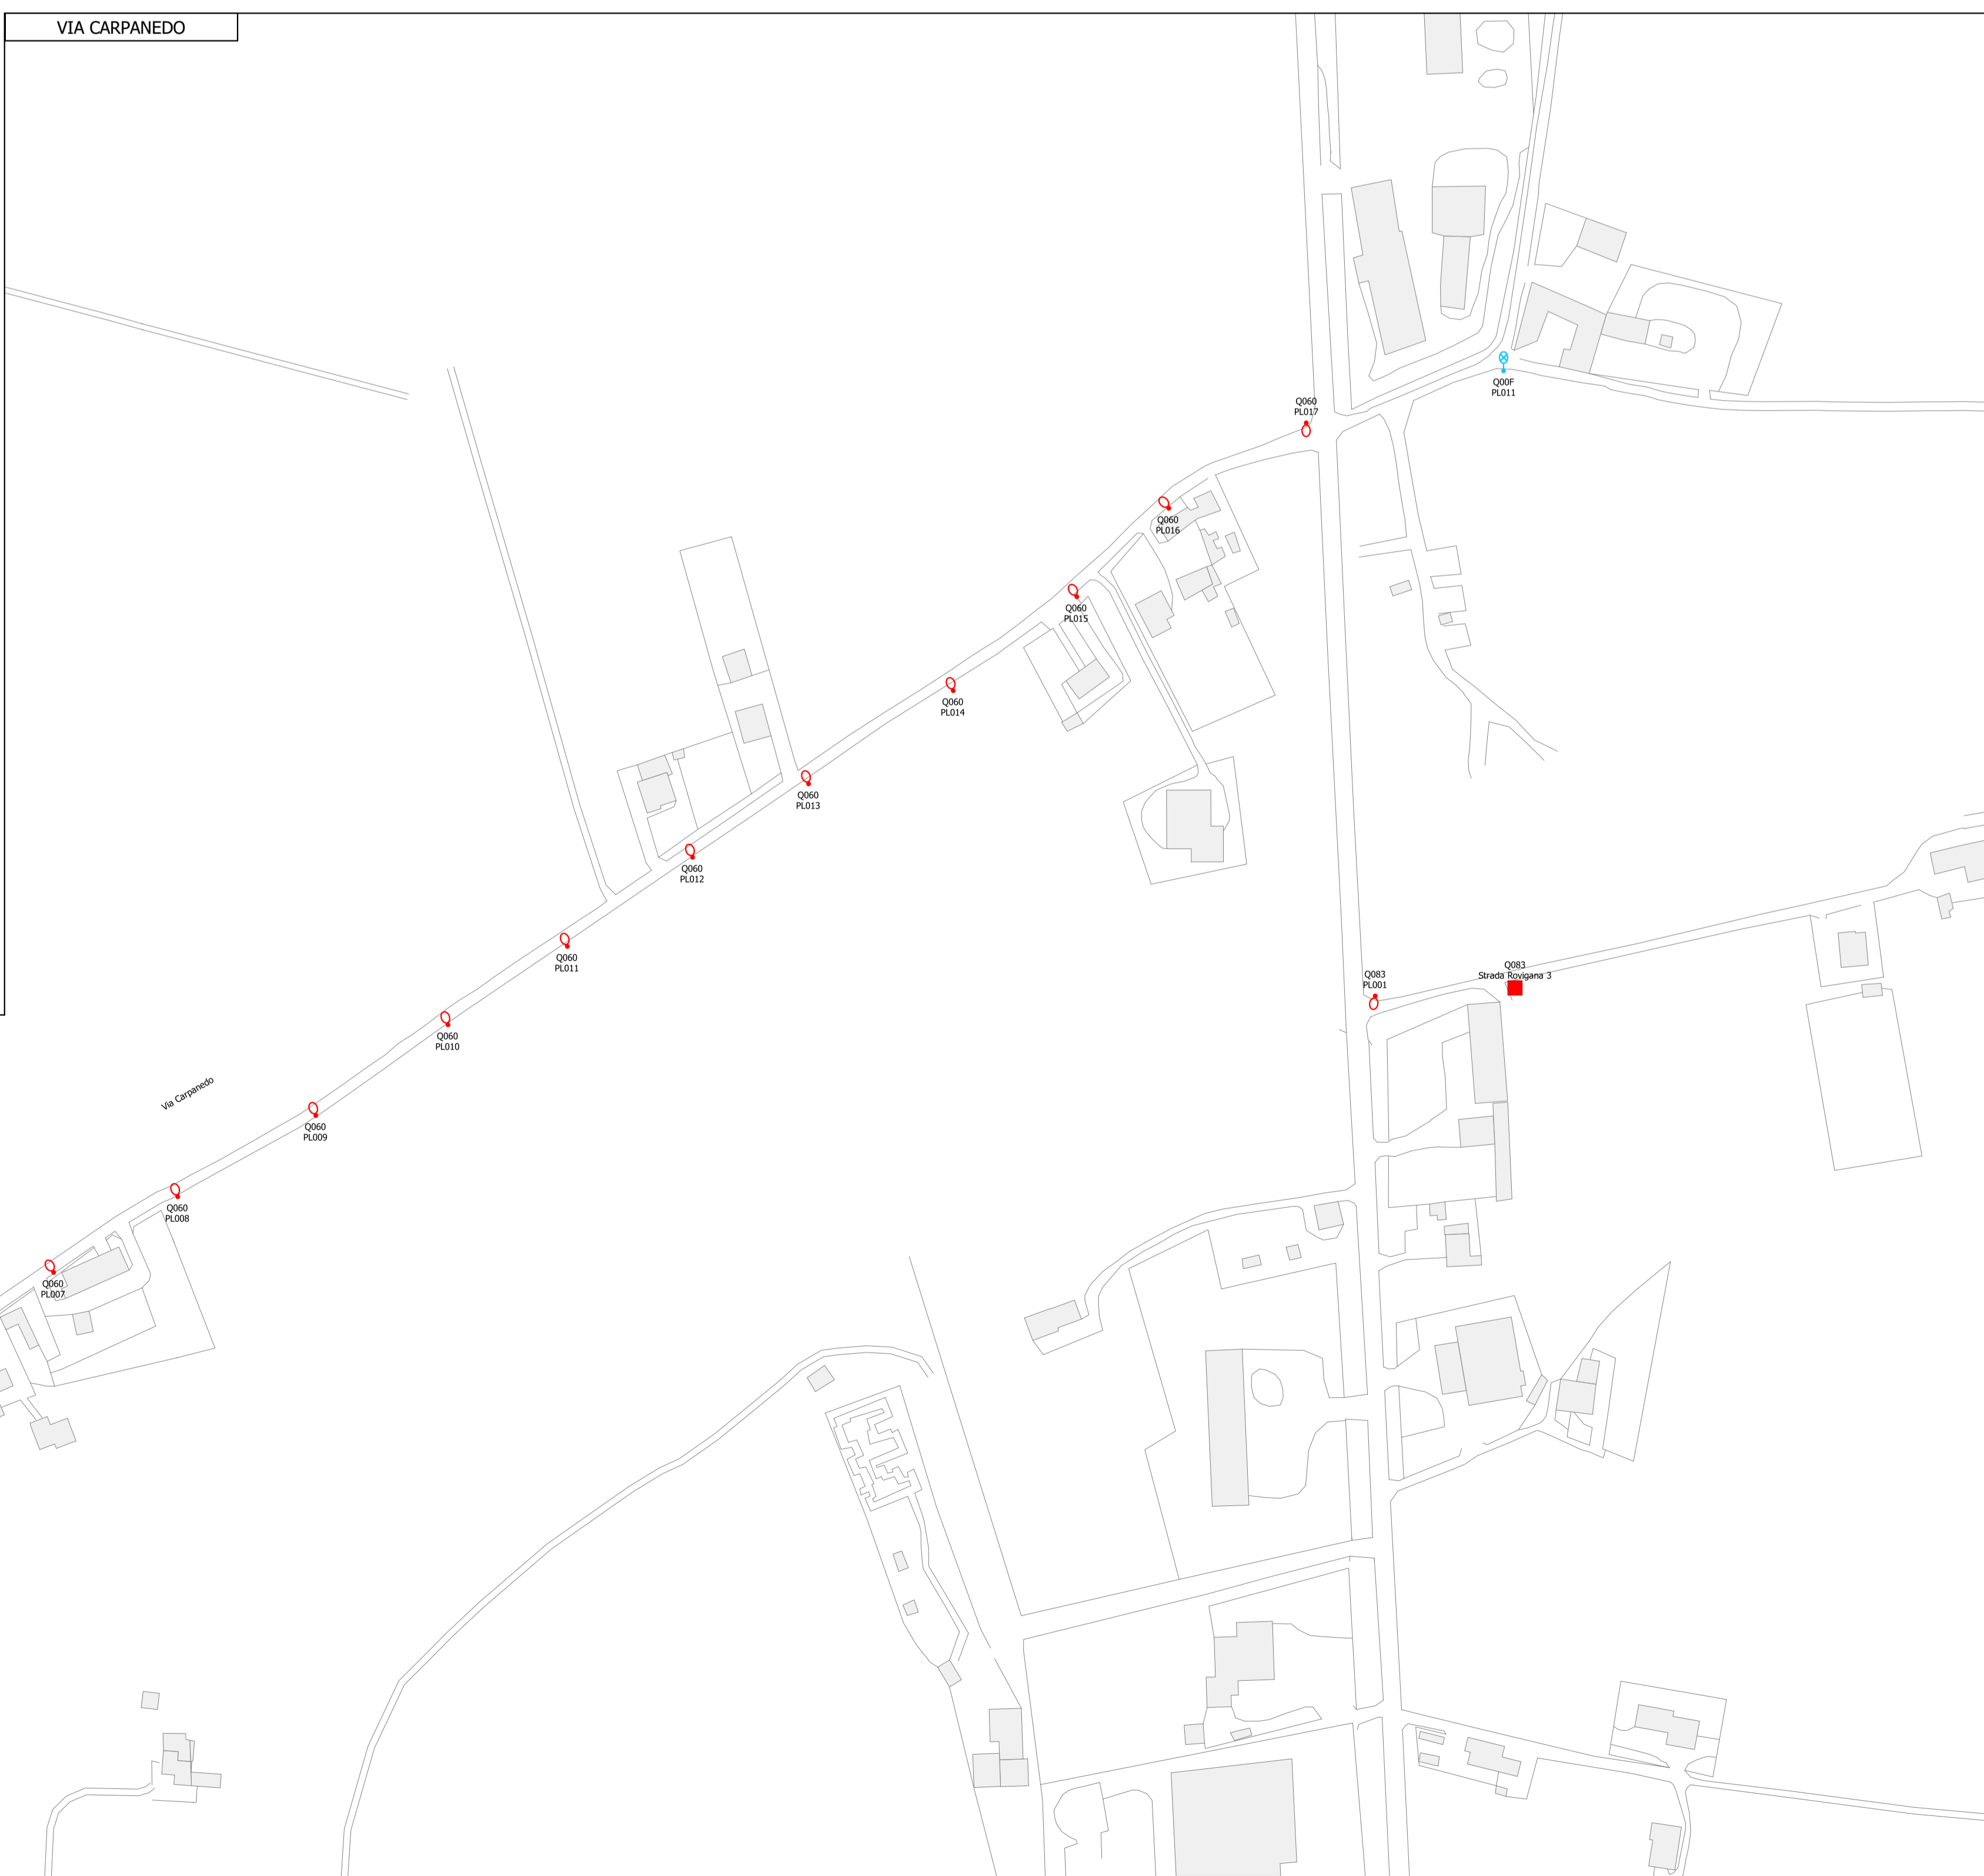 VIA CARPANEDO
Q00F
PL011
Q060
PL017
Q060
PL016
Q060
PL015
Q060
PL014
Q060
PL013
Q060
PL012
Q060
PL011
Q083
Strada Rovigana 3
Q083
PL001
Q060
PL010
Via Carpanedo
Q060
PL009
Q060
PL008
Q060
PL007